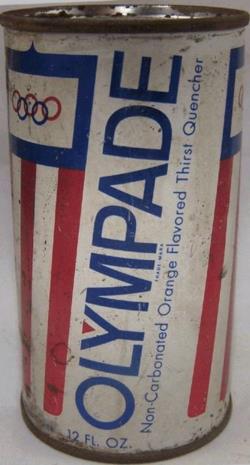 OLYMPADE
TRADE MARK
Non-Carbonated Orange Flavored Thirst Quencher
12 FL. OZ.